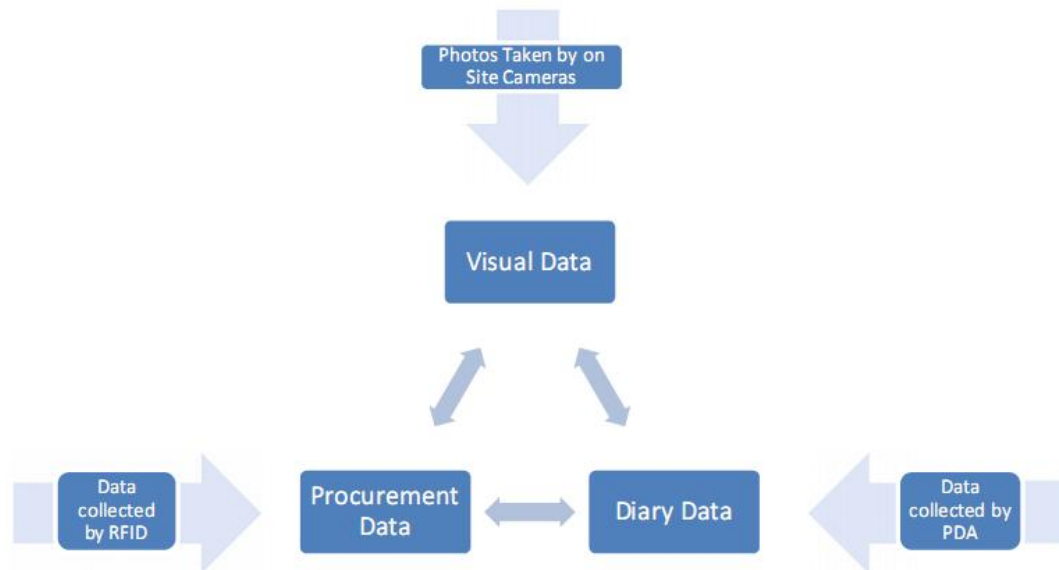 Photos Taken by on
Site Cameras
Visual Data
Data
collected
by RFID
Procurement
Data
Diary Data
Data
collected by
PDA